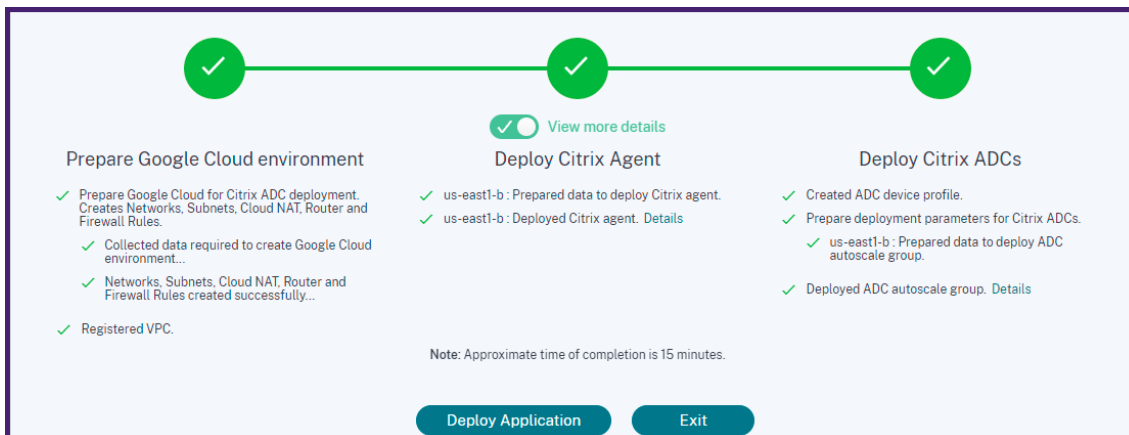 View more details
Prepare Google Cloud environment
Prepare Google Cloud for Citrix ADC deployment.
Creates Networks, Subnets, Cloud NAT, Router and
Firewall Rules.
Collected data required to create Google Cloud
environment...
Networks, Subnets, Cloud NAT, Router and
Firewall Rules created successfully...
Registered VPC.
Deploy Citrix Agent
us-east1-b : Prepared data to deploy Citrix agent.
us-east1-b : Deployed Citrix agent. Details
Deploy Citrix ADCs
Created ADC device profile.
Prepare deployment parameters for Citrix ADCs.
us-east1-b : Prepared data to deploy ADC
autoscale group.
Deployed ADC autoscale group. Details
Note: Approximate time of completion is 15 minutes.
Deploy Application
Exit